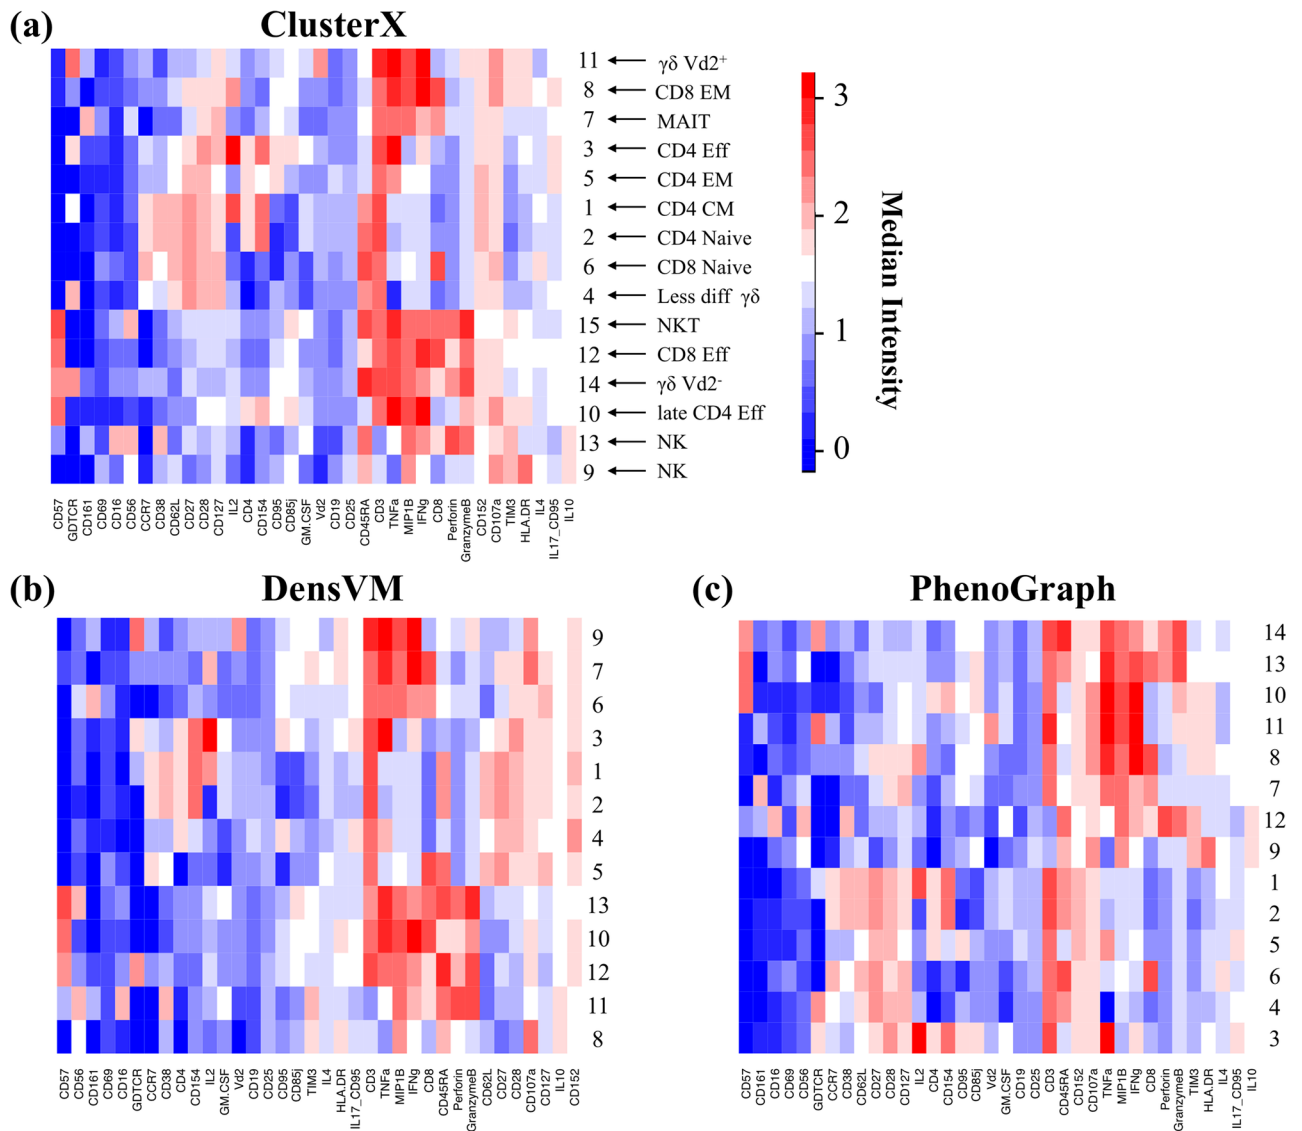 (a)
ClusterX
11 γδ Vd2+
8 CD8 EM
7 MAIT
3 CD4 Eff
5 CD4 EM
1 CD4 CM
2 CD4 Naive
6 CD8 Naive
4 Less diff γδ
15 NKT
12 CD8 Eff
14 γδ Vd2-
10 late CD4 Eff
13 NK
9 NK
CD57 GDTCR CD161 CD69 CD16 CD56 CCR7 CD38 CD62L CD27 CD28 CD127 IL2 CD4 CD154 CD95 CD85j GM.CSF Vd2 CD19 CD25 CD45RA CD3 TNFa MIP1B IFNg CD8 Perforin GranzymeB CD152 CD107a TIM3 HLA.DR IL4 IL17_CD95 IL10
3
2
1
0
Median Intensity
(b)
DensVM
9
7
6
3
1
2
4
5
13
10
12
11
8
CD57 CD56 CD161 CD69 CD16 GDTCR CCR7 CD38 CD4 CD154 IL2 GM.CSF Vd2 CD19 CD25 CD95 CD85j TIM3 IL4 HLA.DR IL17_CD95 CD3 TNFa MIP1B IFNg CD8 CD45RA Perforin GranzymeB CD62L CD27 CD28 CD107a CD127 IL10 CD152
(c)
PhenoGraph
14
13
10
11
8
7
12
9
1
2
5
6
4
3
CD57 CD161 CD16 CD69 CD56 GDTCR CCR7 CD38 CD62L CD27 CD28 CD127 IL2 CD4 CD154 CD95 CD85j Vd2 GM.CSF CD19 CD25 CD3 CD45RA CD152 CD107a TNFa MIP1B IFNg CD8 Perforin GranzymeB TIM3 HLA.DR IL4 IL17_CD95 IL10